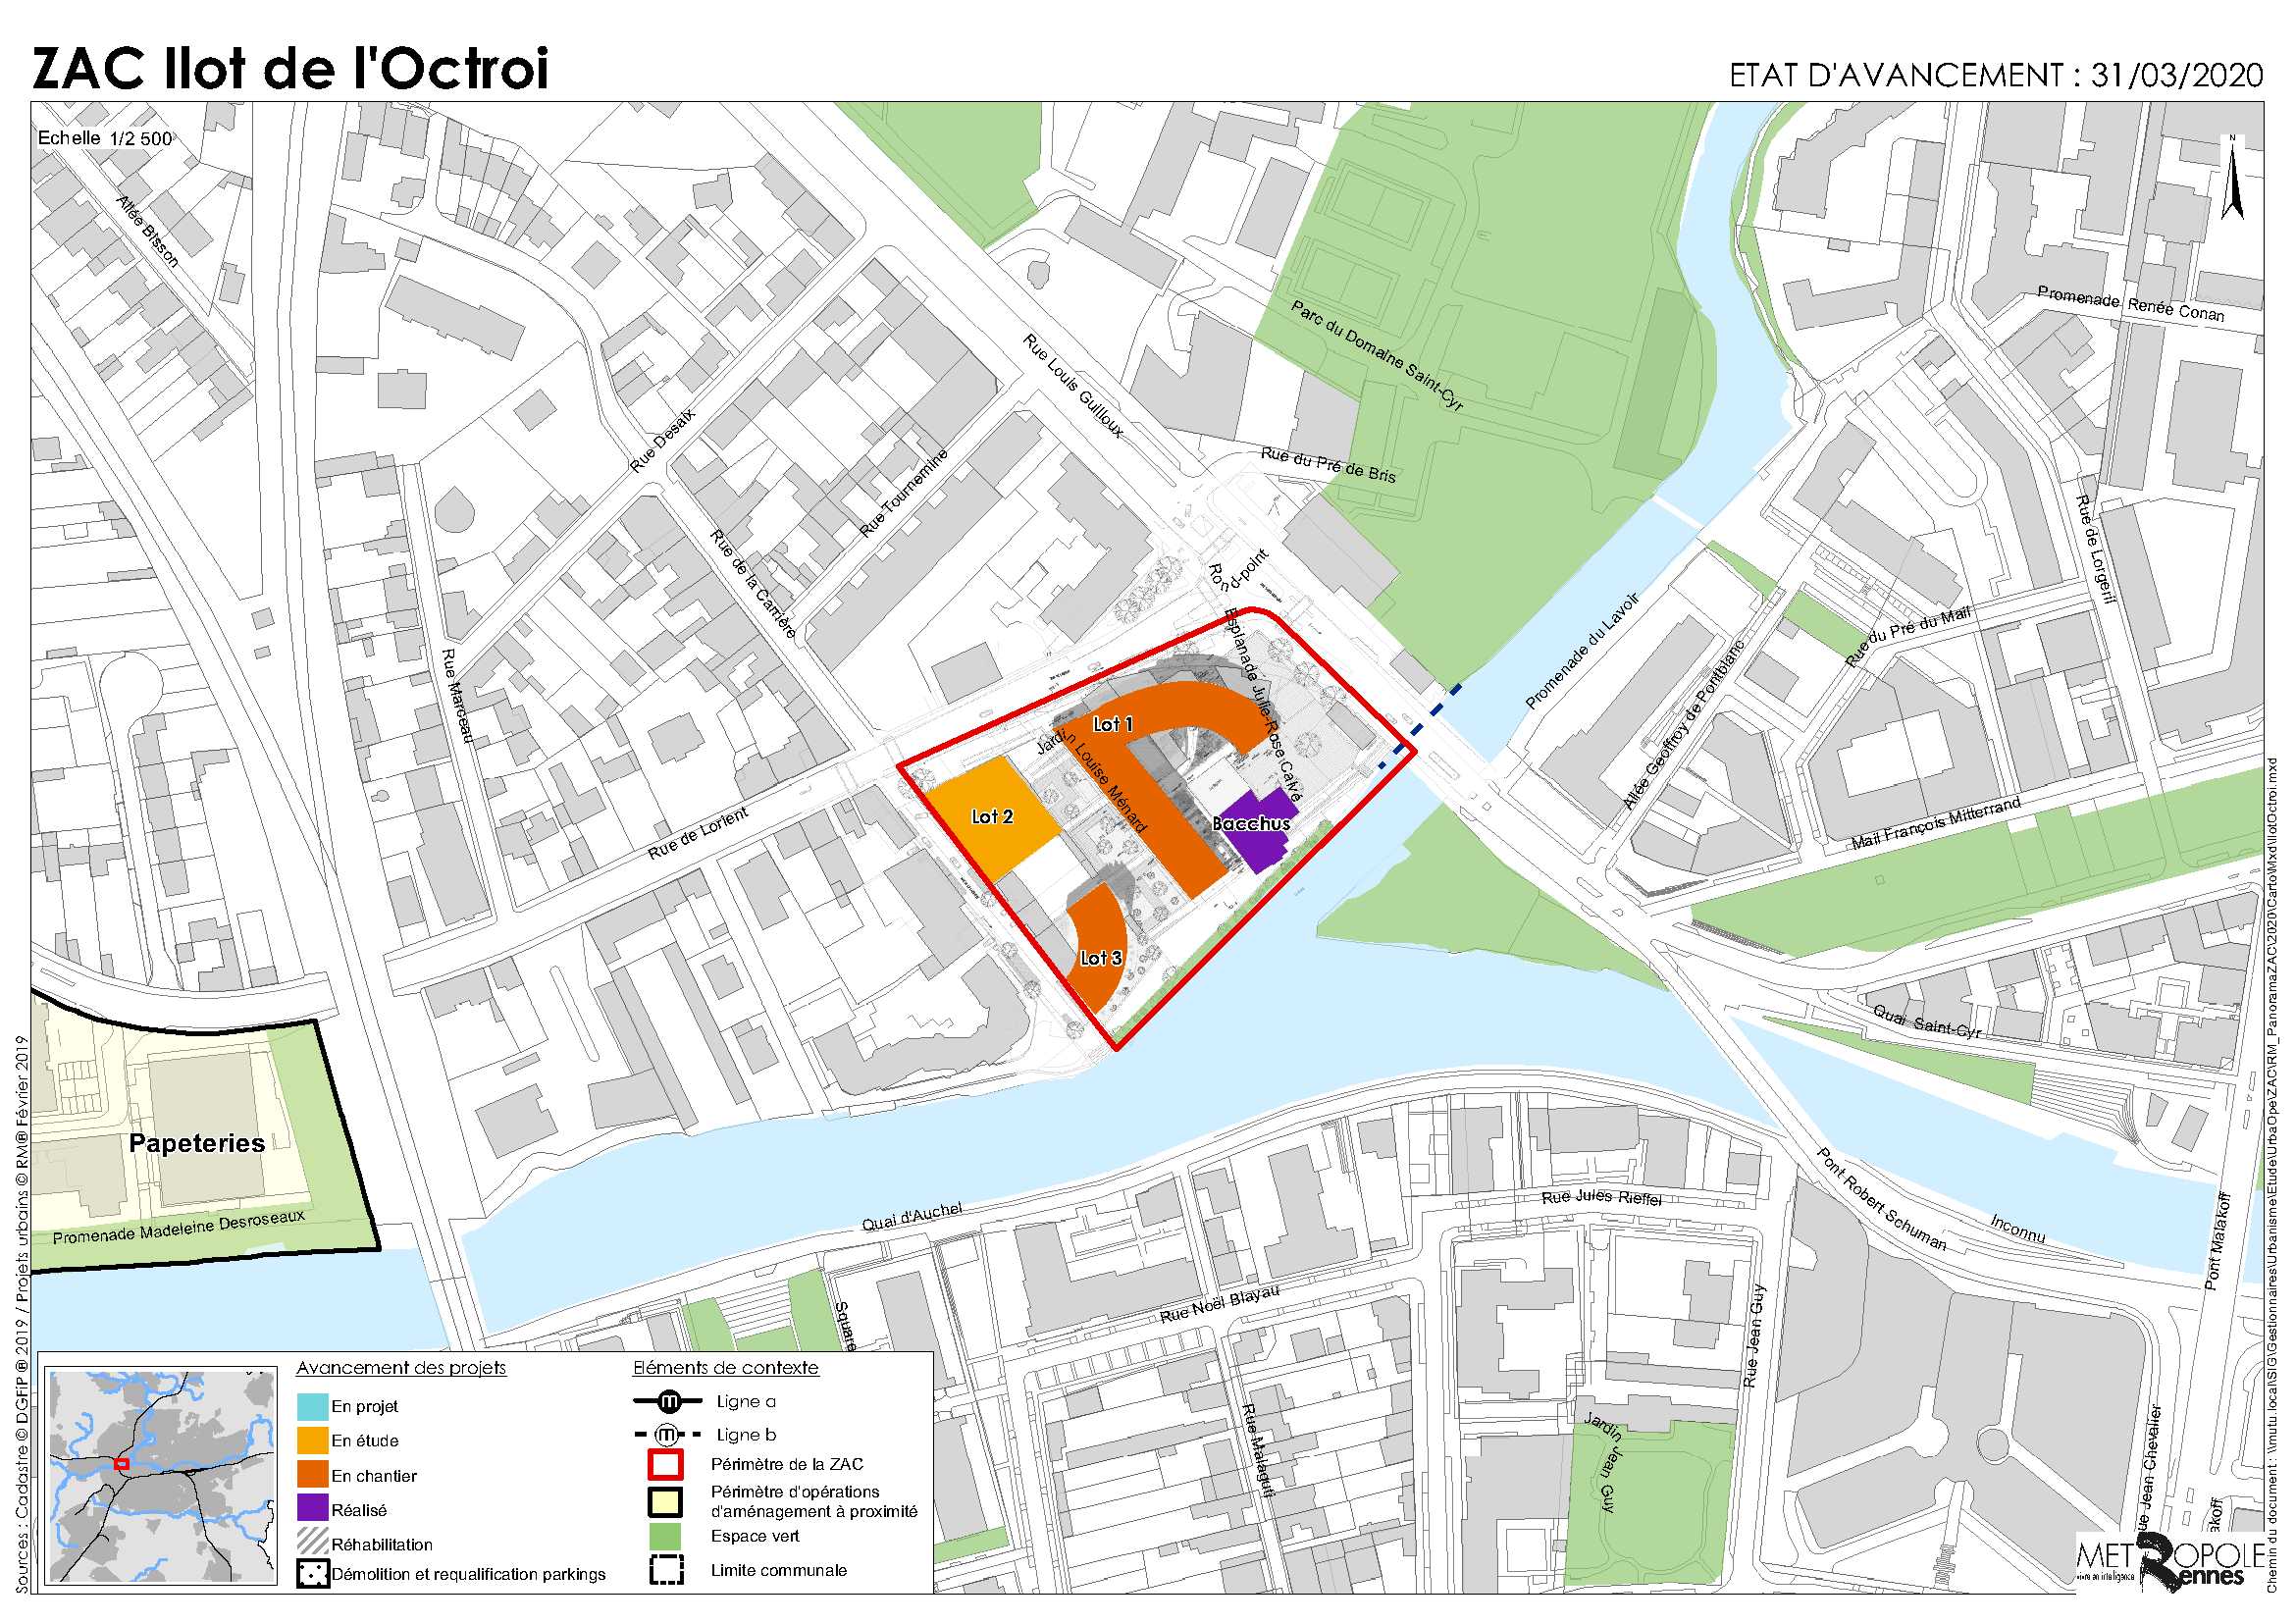 ZAC Ilot de l'Octroi
ETAT D'AVANCEMENT : 31/03/2020
Echelle 1/2 500
N
Allée Bisson
Promenade Renée Conan
Parc du Domaine Saint-Cyr
Rue Louis Guilloux
Rue Desaix
Rue du Pré de Bris
Rue Tournemine
Rue de Lorgeril
Rue de la Carrière
Rond-point
Promenade du Lavoir
Rue du Pré du Mail
Esplanade Julie-Rose Calvé
Allée Geoffroy de Pontblanc
Rue Marceau
Lot 1
Jardin Louise Ménard
Lot 2
Bacchus
Rue de Lorient
Mail François Mitterrand
Lot 3
Quai Saint-Cyr
Papeteries
Promenade Madeleine Desroseaux
Quai d'Auchel
Rue Jules Rieffel
Pont Robert Schuman
Inconnu
Pont Malakoff
Rue Noël Blayau
Rue Jean Guy
Square
Rue Malaguti
Jardin Jean Guy
ue Jean Chevalier
akoff
Avancement des projets
En projet
En étude
En chantier
Réalisé
Réhabilitation
Démolition et requalification parkings
Eléments de contexte
m Ligne a
m Ligne b
Périmètre de la ZAC
Périmètre d'opérations
d'aménagement à proximité
Espace vert
Limite communale
METROPOLE
vivre en intelligence
Rennes
Sources : Cadastre © DGFiP ® 2019 / Projets urbains © RM® Février 2019
Chemin du document : \\mutu.local\SIG\Gestionnaires\Urbanisme\Etude\UrbaOpe\ZAC\RM_PanoramaZAC\2020\CartoMxd\IlotOctroi.mxd